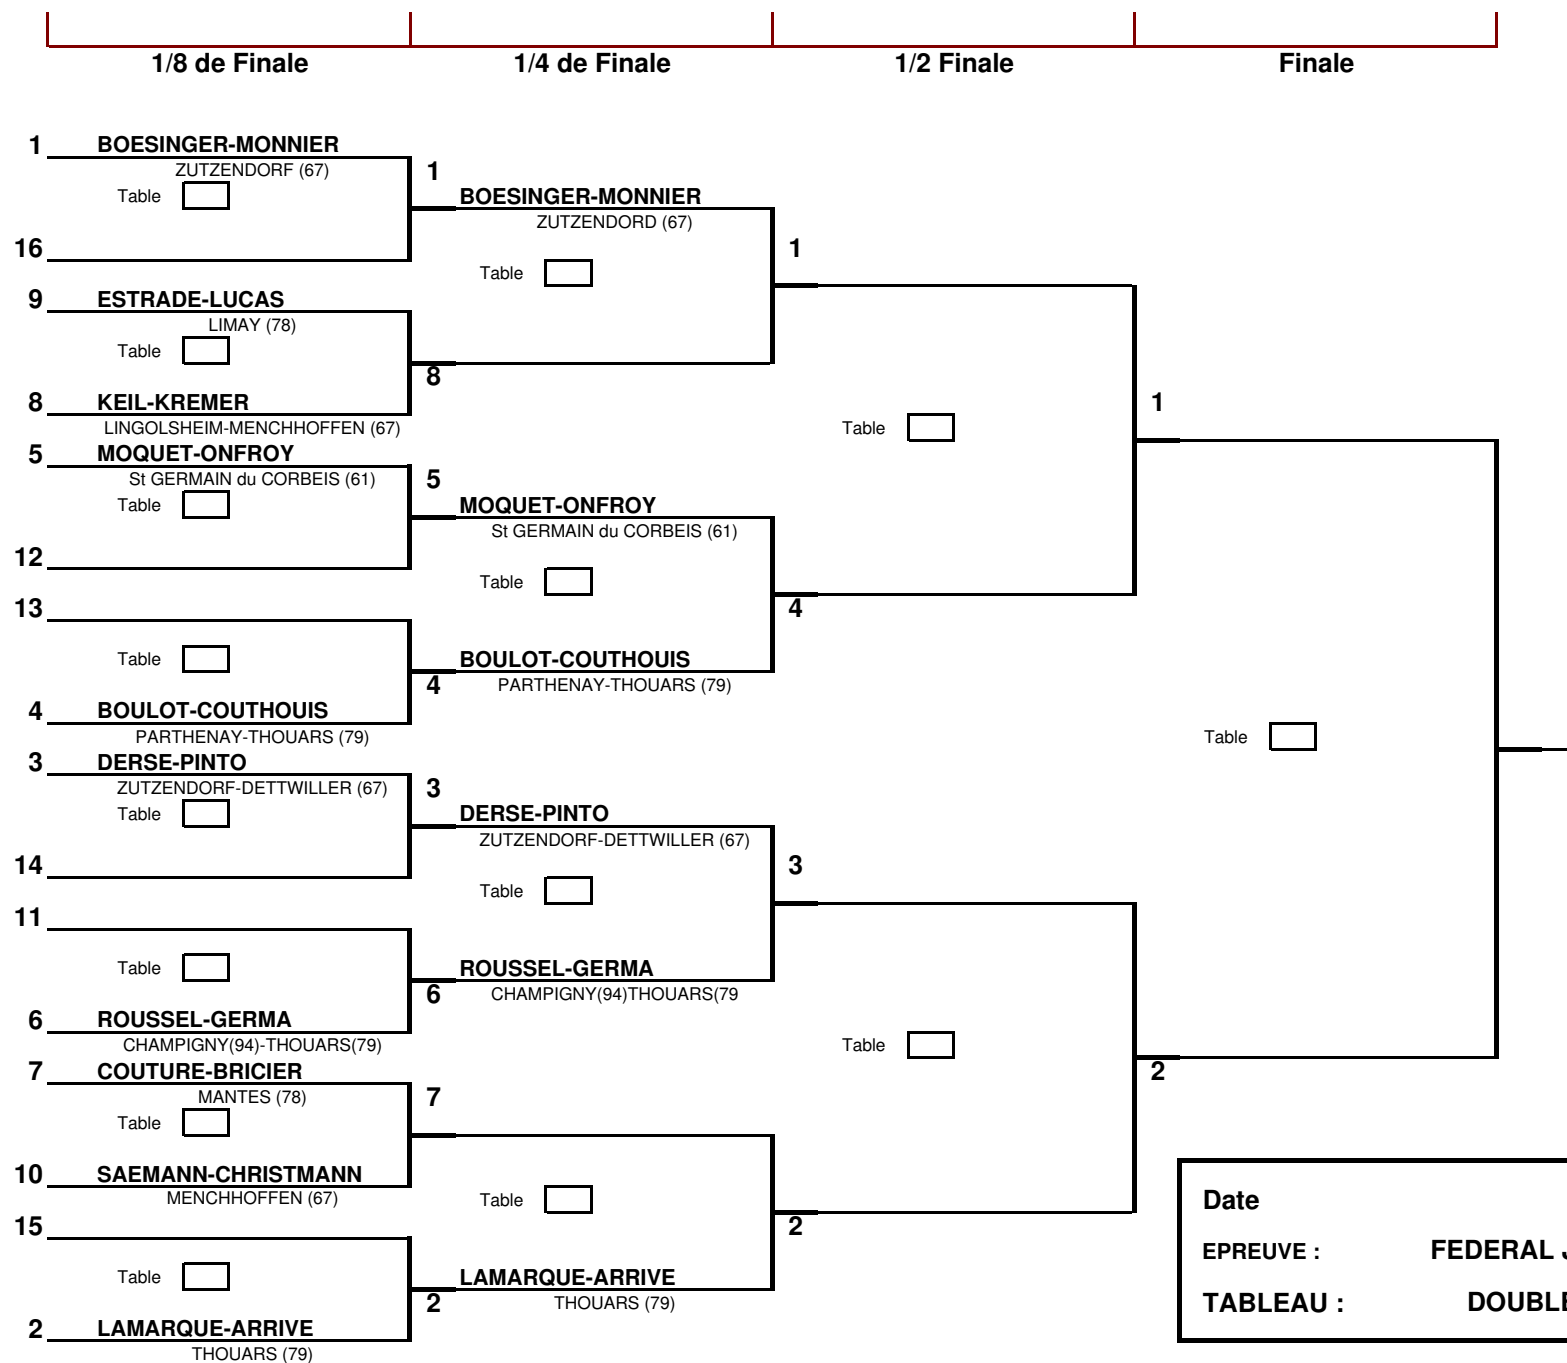 1/8 de Finale 1/4 de Finale 1/2 Finale Finale
1 BOESINGER-MONNIER
ZUTZENDORF (67)
Table
16
9 ESTRADE-LUCAS
LIMAY (78)
Table
8 KEIL-KREMER
LINGOLSHEIM-MENCHHOFFEN (67)
5 MOQUET-ONFROY
St GERMAIN du CORBEIS (61)
Table
12
13
Table
4 BOULOT-COUTHOUIS
PARTHENAY-THOUARS (79)
3 DERSE-PINTO
ZUTZENDORF-DETTWILLER (67)
Table
14
11
Table
6 ROUSSEL-GERMA
CHAMPIGNY(94)-THOUARS(79)
7 COUTURE-BRICIER
MANTES (78)
Table
10 SAEMANN-CHRISTMANN
MENCHHOFFEN (67)
15
Table
2 LAMARQUE-ARRIVE
THOUARS (79)
1
BOESINGER-MONNIER
ZUTZENDORD (67)
Table
8
5
MOQUET-ONFROY
St GERMAIN du CORBEIS (61)
Table
BOULOT-COUTHOUIS
4 PARTHENAY-THOUARS (79)
3
DERSE-PINTO
ZUTZENDORF-DETTWILLER (67)
Table
ROUSSEL-GERMA
6 CHAMPIGNY(94)THOUARS(79
7
Table
LAMARQUE-ARRIVE
2 THOUARS (79)
1
Table
4
3
Table
2
1
Table
2
Date
EPREUVE : FEDERAL J
TABLEAU : DOUBLE